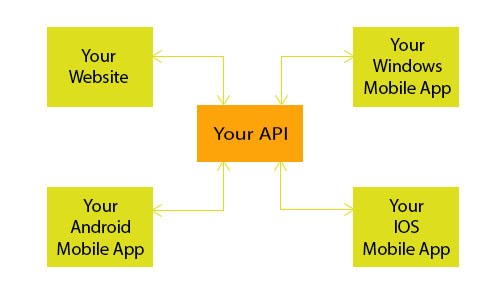 Your
Website
Your
Windows
Mobile App
Your API
Your
Android
Mobile App
Your
IOS
Mobile App